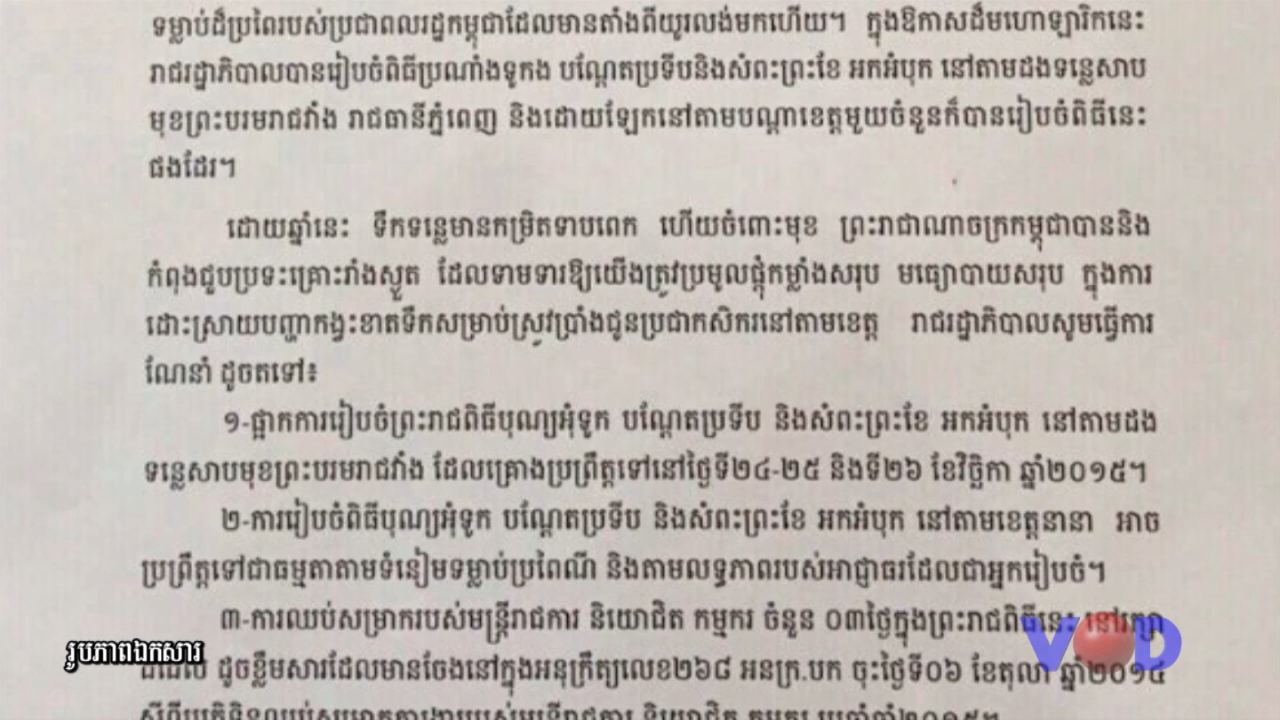 ទម្លាប់ដ៏ប្រពៃរបស់ប្រជាពលរដ្ឋកម្ពុជាដែលមានតាំងពីយូរលង់មកហើយ។ ក្នុងឱកាសដ៏មហោឡារិកនេះ
រាជរដ្ឋាភិបាលបានរៀបចំពិធីប្រណាំងទូកង បណ្តែតប្រទីបនិងសំពះព្រះខែ អកអំបុក នៅតាមដងទន្លេសាប
មុខព្រះបរមរាជវាំង រាជធានីភ្នំពេញ និងដោយឡែកនៅតាមបណ្តាខេត្តមួយចំនួនក៏បានរៀបចំពិធីនេះ
ផងដែរ។
ដោយឆ្នាំនេះ ទឹកទន្លេមានកម្រិតទាបពេក ហើយចំពោះមុខ ព្រះរាជាណាចក្រកម្ពុជាបាននិង
កំពុងជួបប្រទះគ្រោះរាំងស្ងួត ដែលទាមទារឱ្យយើងត្រូវប្រមូលផ្តុំកម្លាំងសរុប មធ្យោបាយសរុប ក្នុងការ
ដោះស្រាយបញ្ហាកង្វះខាតទឹកសម្រាប់ស្រូវប្រាំងជូនប្រជាកសិករនៅតាមខេត្ត រាជរដ្ឋាភិបាលសូមធ្វើការ
ណែនាំ ដូចតទៅ៖
១-ផ្អាកការរៀបចំព្រះរាជពិធីបុណ្យអុំទូក បណ្តែតប្រទីប និងសំពះព្រះខែ អកអំបុក នៅតាមដង
ទន្លេសាបមុខព្រះបរមរាជវាំង ដែលគ្រោងប្រព្រឹត្តទៅនៅថ្ងៃទី២៤-២៥ និងទី២៦ ខែវិច្ឆិកា ឆ្នាំ២០១៥។
២-ការរៀបចំពិធីបុណ្យអុំទូក បណ្តែតប្រទីប និងសំពះព្រះខែ អកអំបុក នៅតាមខេត្តនានា អាច
ប្រព្រឹត្តទៅជាធម្មតាតាមទំនៀមទម្លាប់ប្រពៃណី និងតាមលទ្ធភាពរបស់អាជ្ញាធរដែលជាអ្នករៀបចំ។
៣-ការឈប់សម្រាករបស់មន្ត្រីរាជការ និយោជិត កម្មករ ចំនួន ០៣ថ្ងៃក្នុងព្រះរាជពិធីនេះ នៅរក្សា
ដដែល ដូចខ្លឹមសារដែលមានចែងនៅក្នុងអនុក្រឹត្យលេខ២៦៨ អនក្រ.បក ចុះថ្ងៃទី០៦ ខែតុលា ឆ្នាំ២០១៤
រូបភាពឯកសារ
VOD